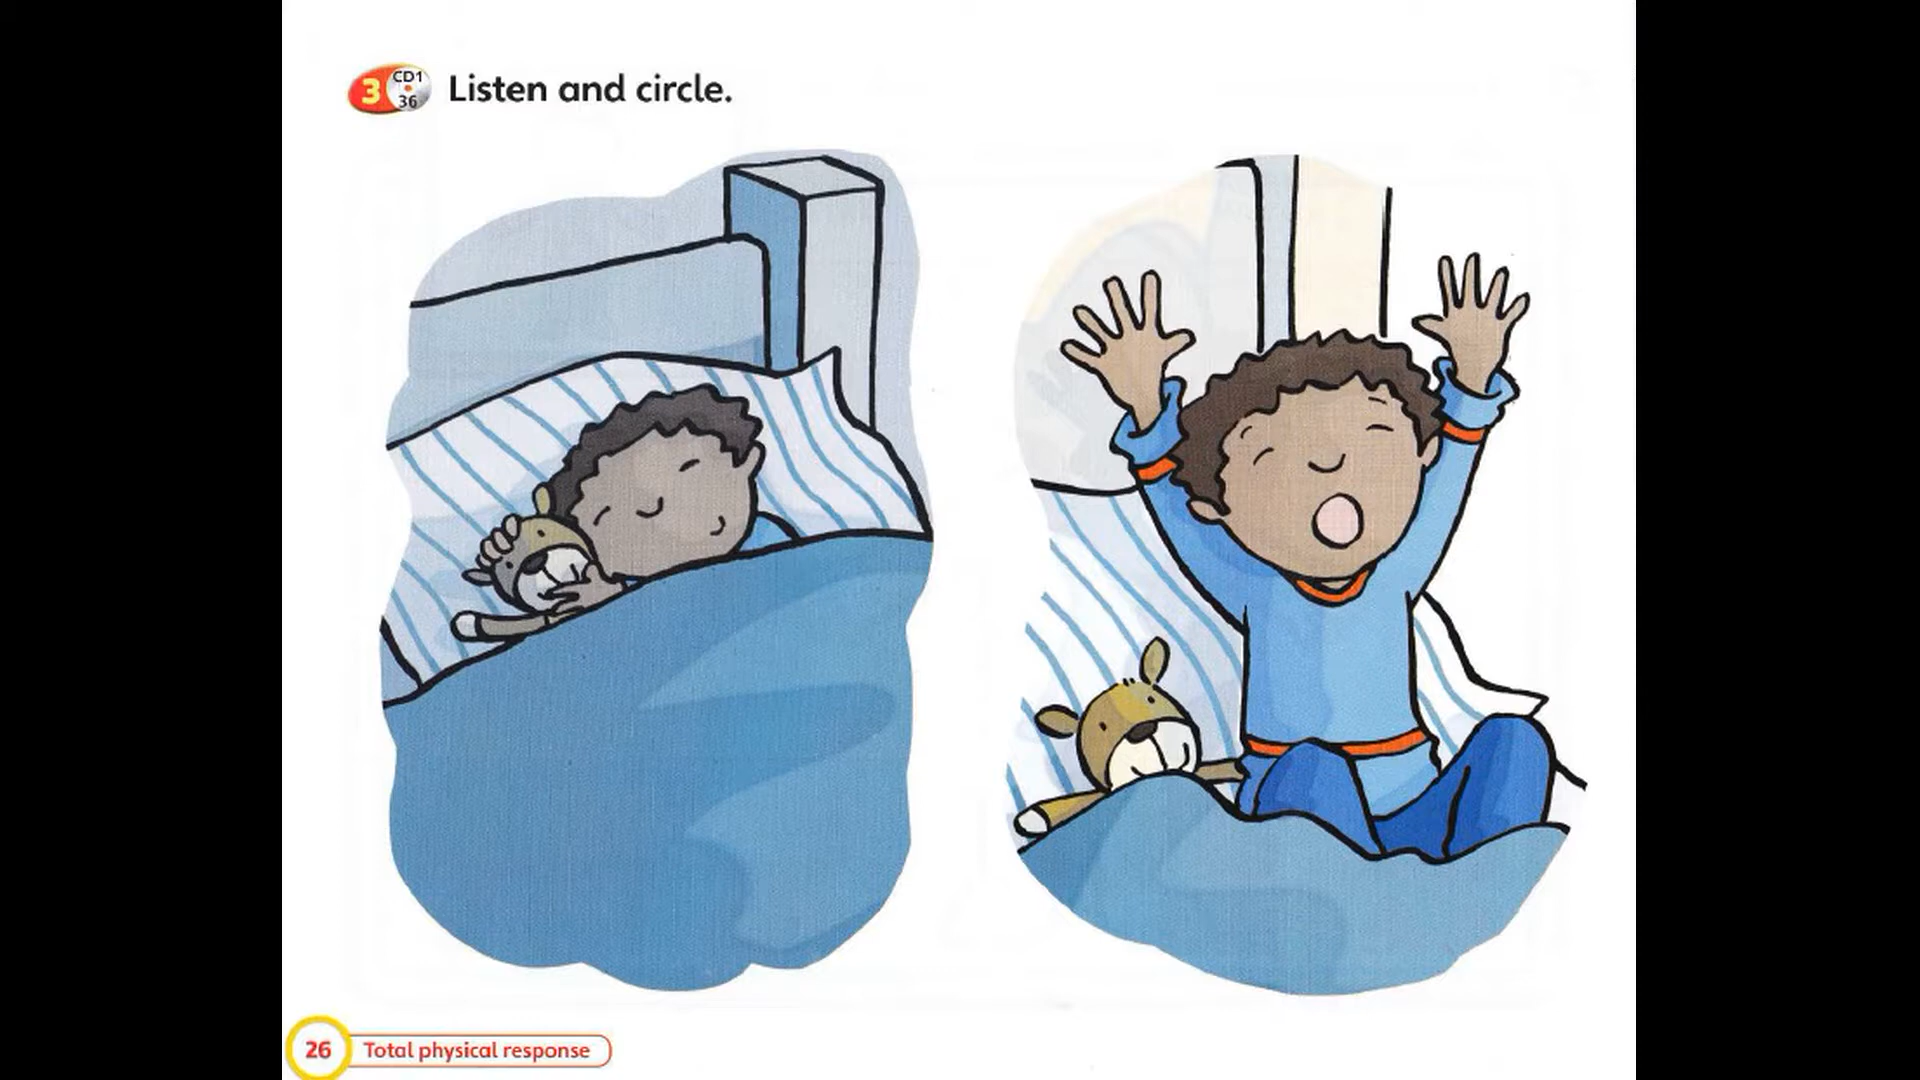 3 CD1 36 Listen and circle.
26 Total physical response